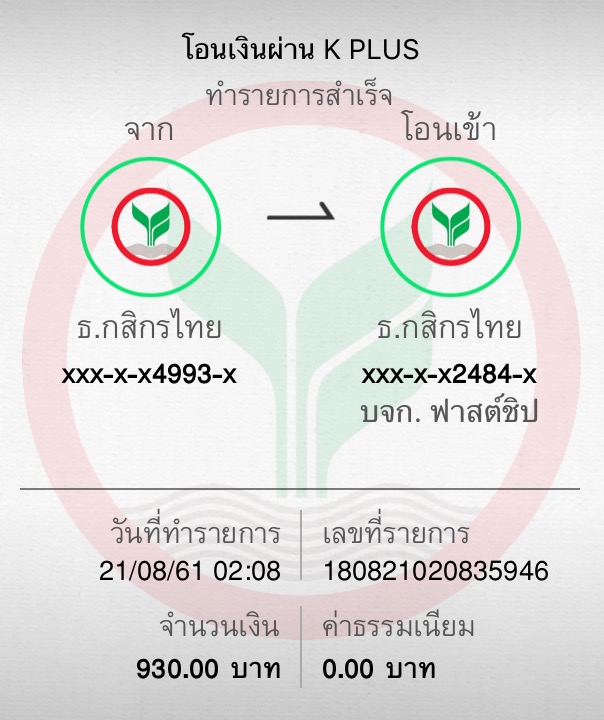 โอนเงินผ่าน K PLUS
ทำรายการสำเร็จ
จาก
โอนเข้า
ธ.กสิกรไทย
ธ.กสิกรไทย
xxx-x-x4993-x
xxx-x-x2484-x
บจก. ฟาสต์ชิป
วันที่ทำรายการ
เลขที่รายการ
21/08/61 02:08
180821020835946
จำนวนเงิน
ค่าธรรมเนียม
930.00 บาท
0.00 บาท